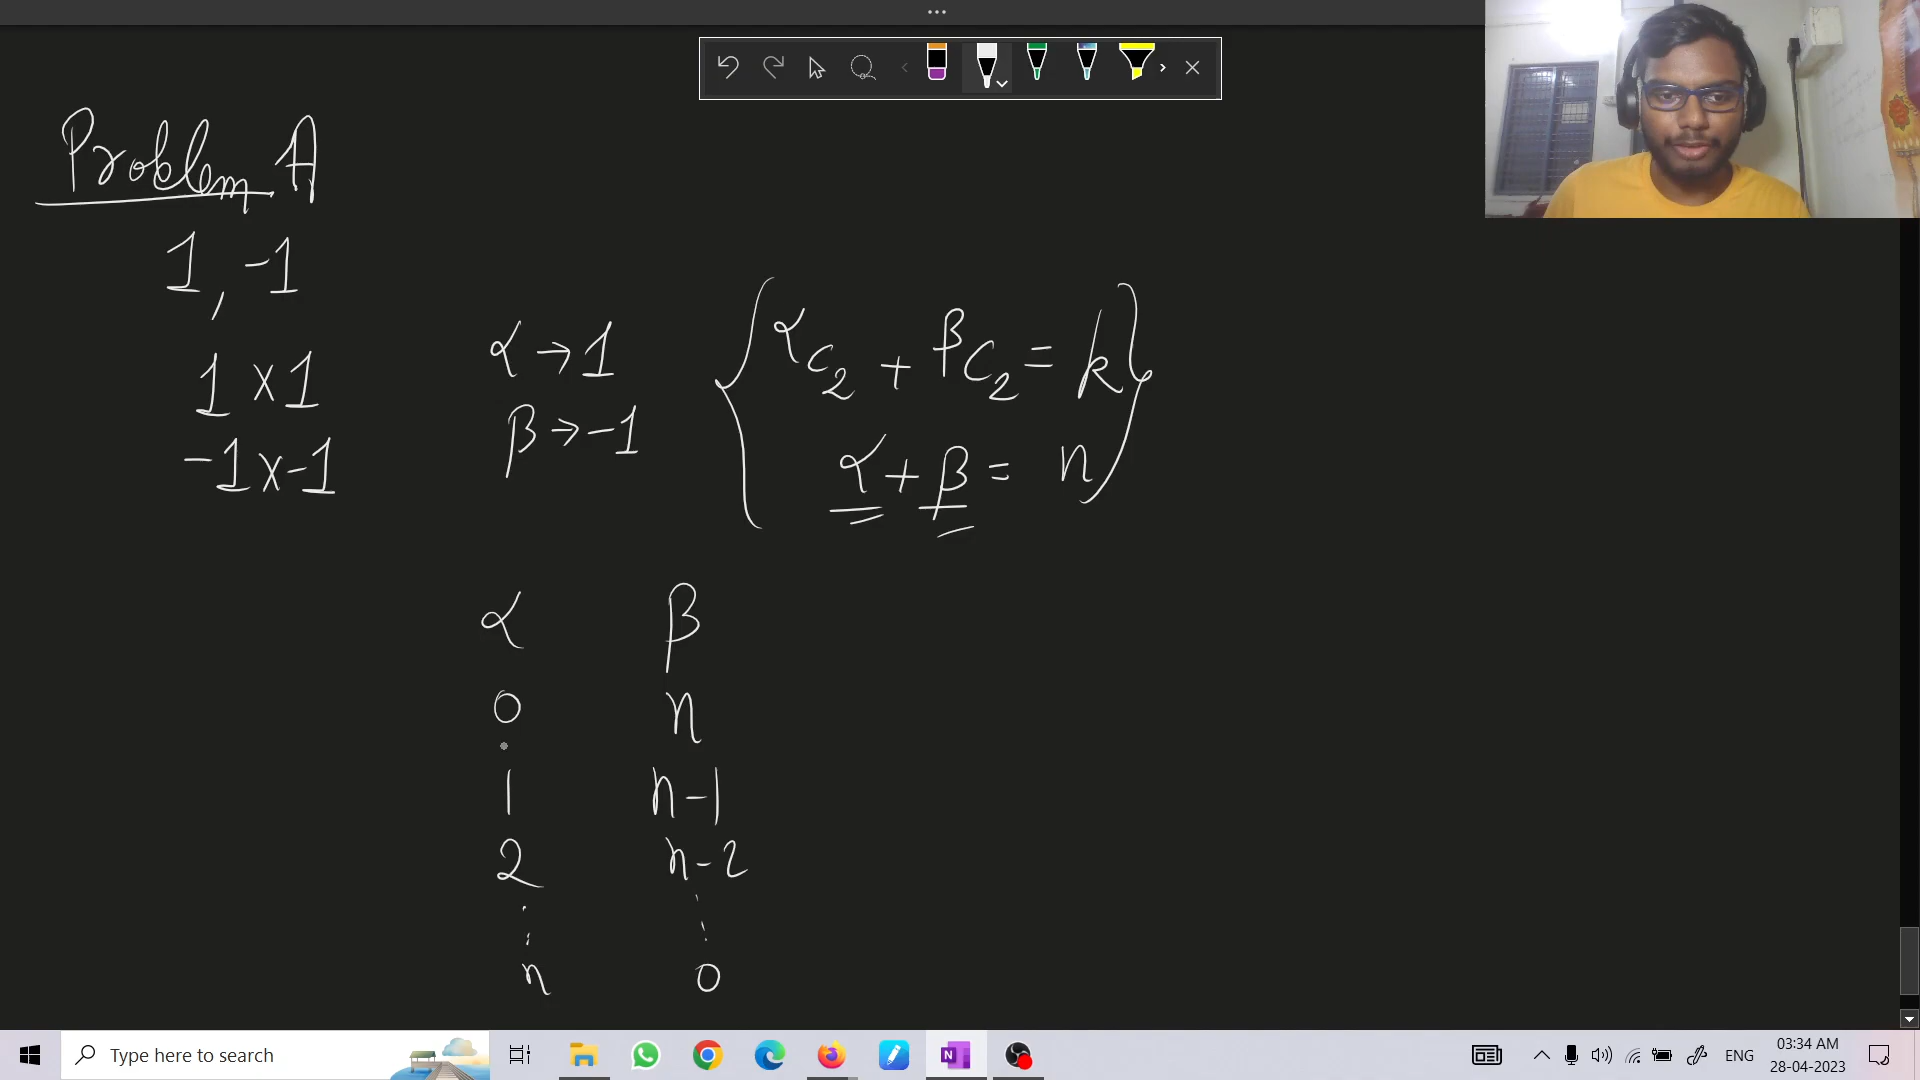 Problem A
1, -1
1 x 1
-1 x -1
α → 1
β → -1
αC2 + βC2 = k
α + β = n
α β
0 n
1 n-1
2 n-2
n 0
Type here to search
N
ENG
03:34 AM
28-04-2023